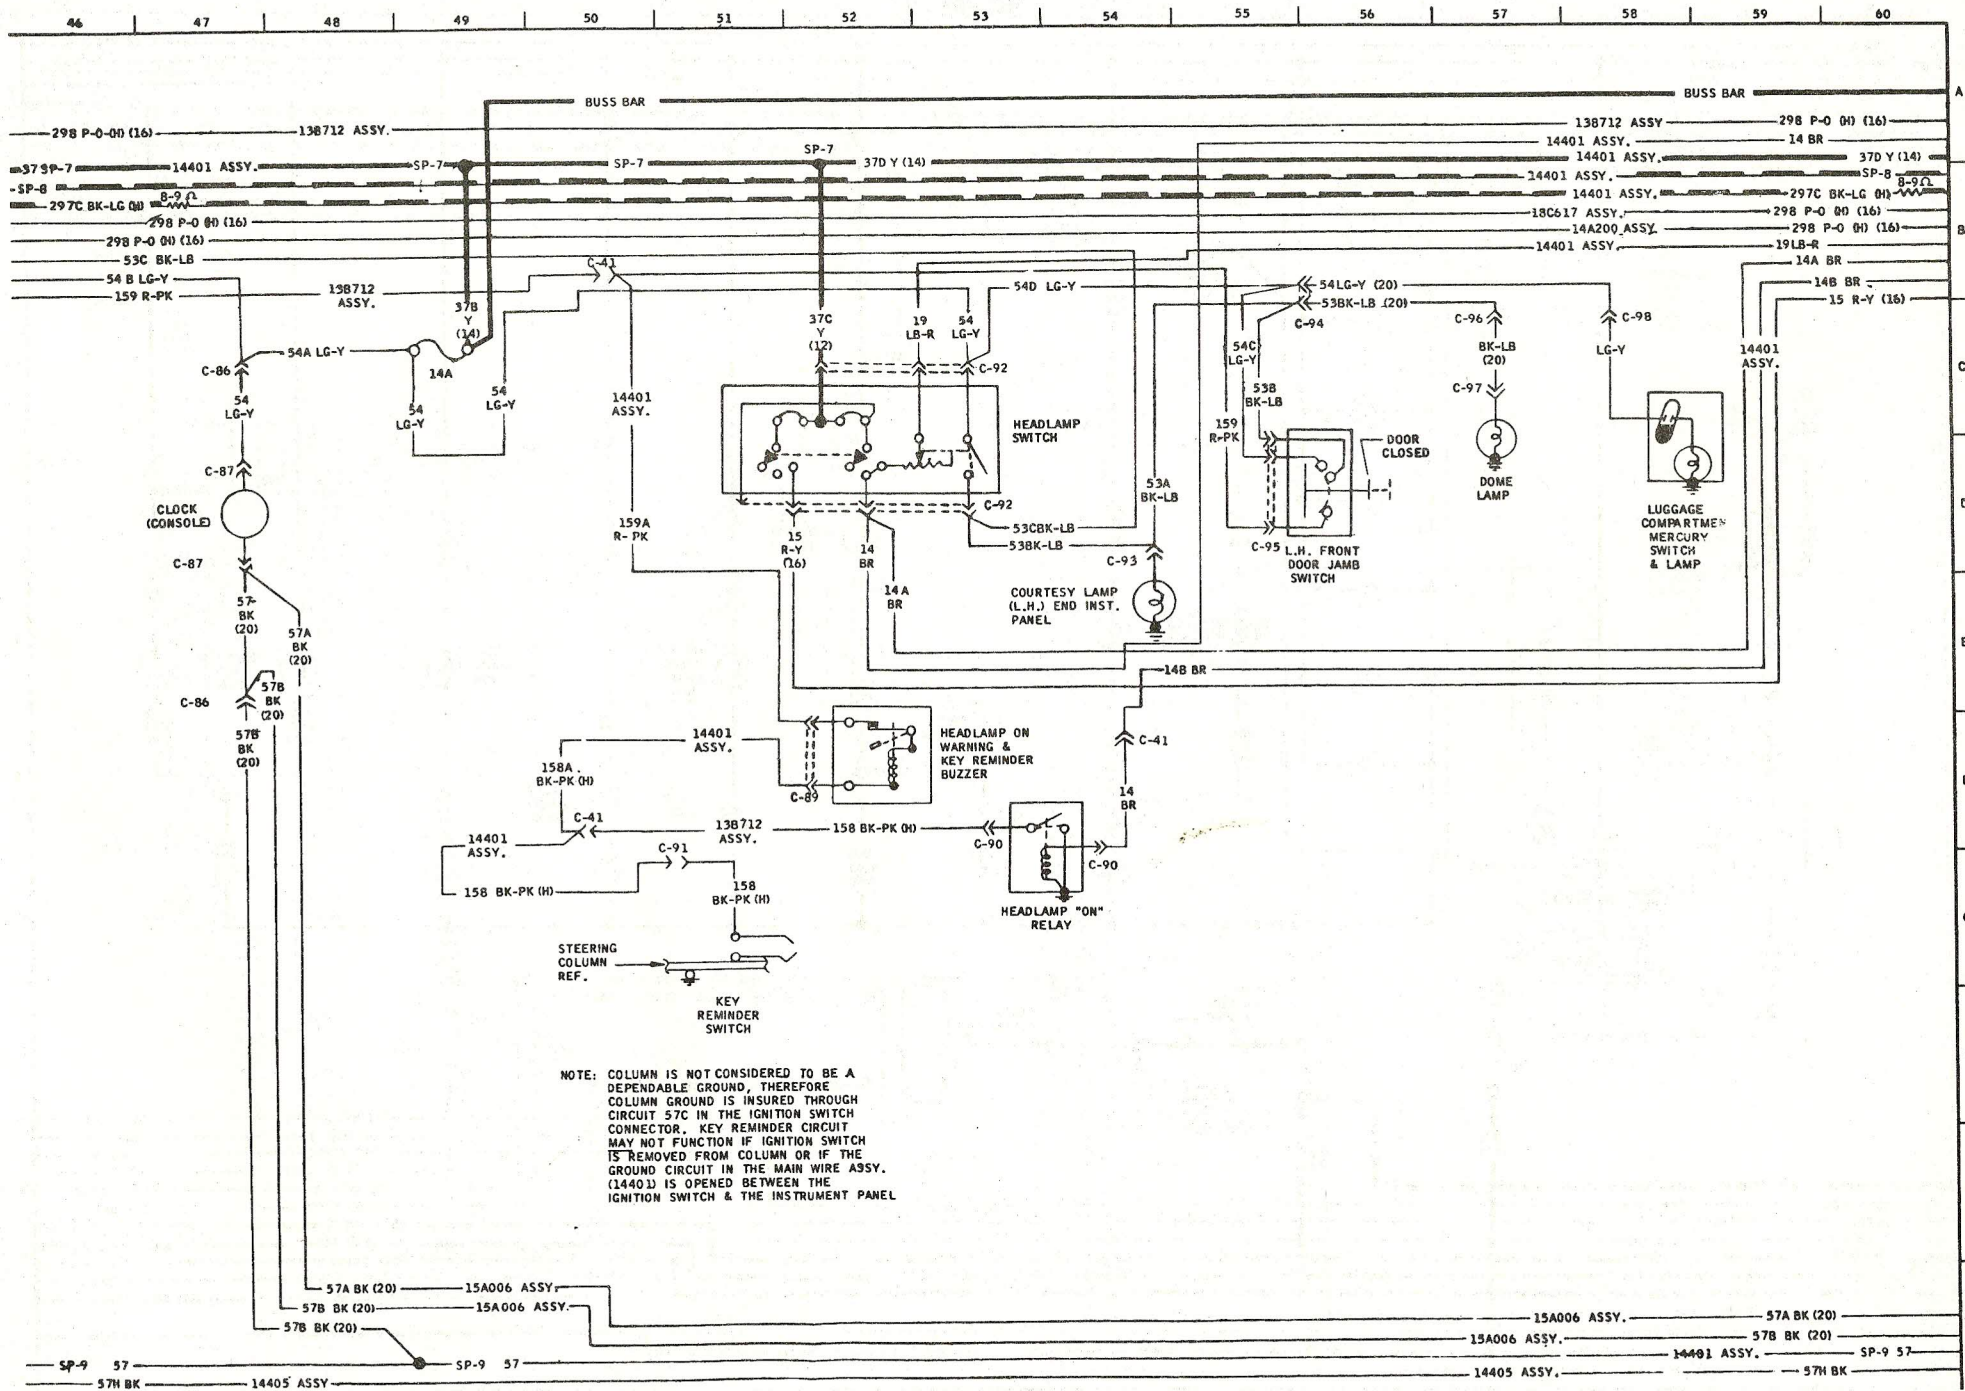 46 47 48 49 50 51 52 53 54 55 56 57 58 59 60
BUSS BAR BUSS BAR A
298 P-O-(H) (16) 13B712 ASSY. 13B712 ASSY 298 P-O (H) (16)
14401 ASSY. 14 BR
SP-7
37 SP-7 14401 ASSY. SP-7 SP-7 37D Y (14) 14401 ASSY. 37D Y (14)
SP-8 14401 ASSY. SP-8
297C BK-LG (H) 8-9 Ω 14401 ASSY. 297C BK-LG (H) 8-9 Ω
298 P-O (H) (16) 18C617 ASSY. 298 P-O (H) (16)
298 P-O (H) (16) 14A200 ASSY 298 P-O (H) (16) B
53C BK-LB 14401 ASSY. 19LB-R
C-41 14A BR
54 B LG-Y 54D LG-Y 54LG-Y (20) 14B BR
159 R-PK 13B712
ASSY.
53BK-LB (20) 15 R-Y (16)
C-94
37B
Y
(14)
37C
Y
(12)
19
LB-R
54
LG-Y
C-96 C-98
54A LG-Y
14A
C-86
54
LG-Y
54
LG-Y
54
LG-Y
14401
ASSY.
C-92
54C
LG-Y
53B
BK-LB
159
R-PK
BK-LB
(20)
C-97
LG-Y
14401
ASSY.
C
HEADLAMP
SWITCH
DOOR
CLOSED
C-87
CLOCK
(CONSOLE)
C-87
159A
R-PK
C-92
53CBK-LB
53BK-LB
53A
BK-LB
C-93
C-95
L.H. FRONT
DOOR JAMB
SWITCH
DOME
LAMP
LUGGAGE
COMPARTMEN
MERCURY
SWITCH
& LAMP
15
R-Y
(16)
14
BR
14A
BR
COURTESY LAMP
(L.H.) END INST.
PANEL
57
BK
(20)
57A
BK
(20)
57B
BK
(20)
C-86
57B
BK
(20)
14B BR
C-41
14401
ASSY.
HEADLAMP ON
WARNING &
KEY REMINDER
BUZZER
158A
BK-PK (H)
C-89
14
BR
C-41
13B712
ASSY.
158 BK-PK (H)
C-90
C-90
14401
ASSY.
C-91
158 BK-PK (H)
158
BK-PK (H)
HEADLAMP "ON"
RELAY
STEERING
COLUMN
REF.
KEY
REMINDER
SWITCH
NOTE: COLUMN IS NOT CONSIDERED TO BE A
DEPENDABLE GROUND, THEREFORE
COLUMN GROUND IS INSURED THROUGH
CIRCUIT 57C IN THE IGNITION SWITCH
CONNECTOR. KEY REMINDER CIRCUIT
MAY NOT FUNCTION IF IGNITION SWITCH
IS REMOVED FROM COLUMN OR IF THE
GROUND CIRCUIT IN THE MAIN WIRE ASSY.
(14401) IS OPENED BETWEEN THE
IGNITION SWITCH & THE INSTRUMENT PANEL
57A BK (20) 15A006 ASSY 15A006 ASSY. 57A BK (20)
57B BK (20) 15A006 ASSY. 15A006 ASSY. 57B BK (20)
57B BK (20)
SP-9 57 SP-9 57 14401 ASSY. SP-9 57
57H BK 14405 ASSY 14405 ASSY. 57H BK